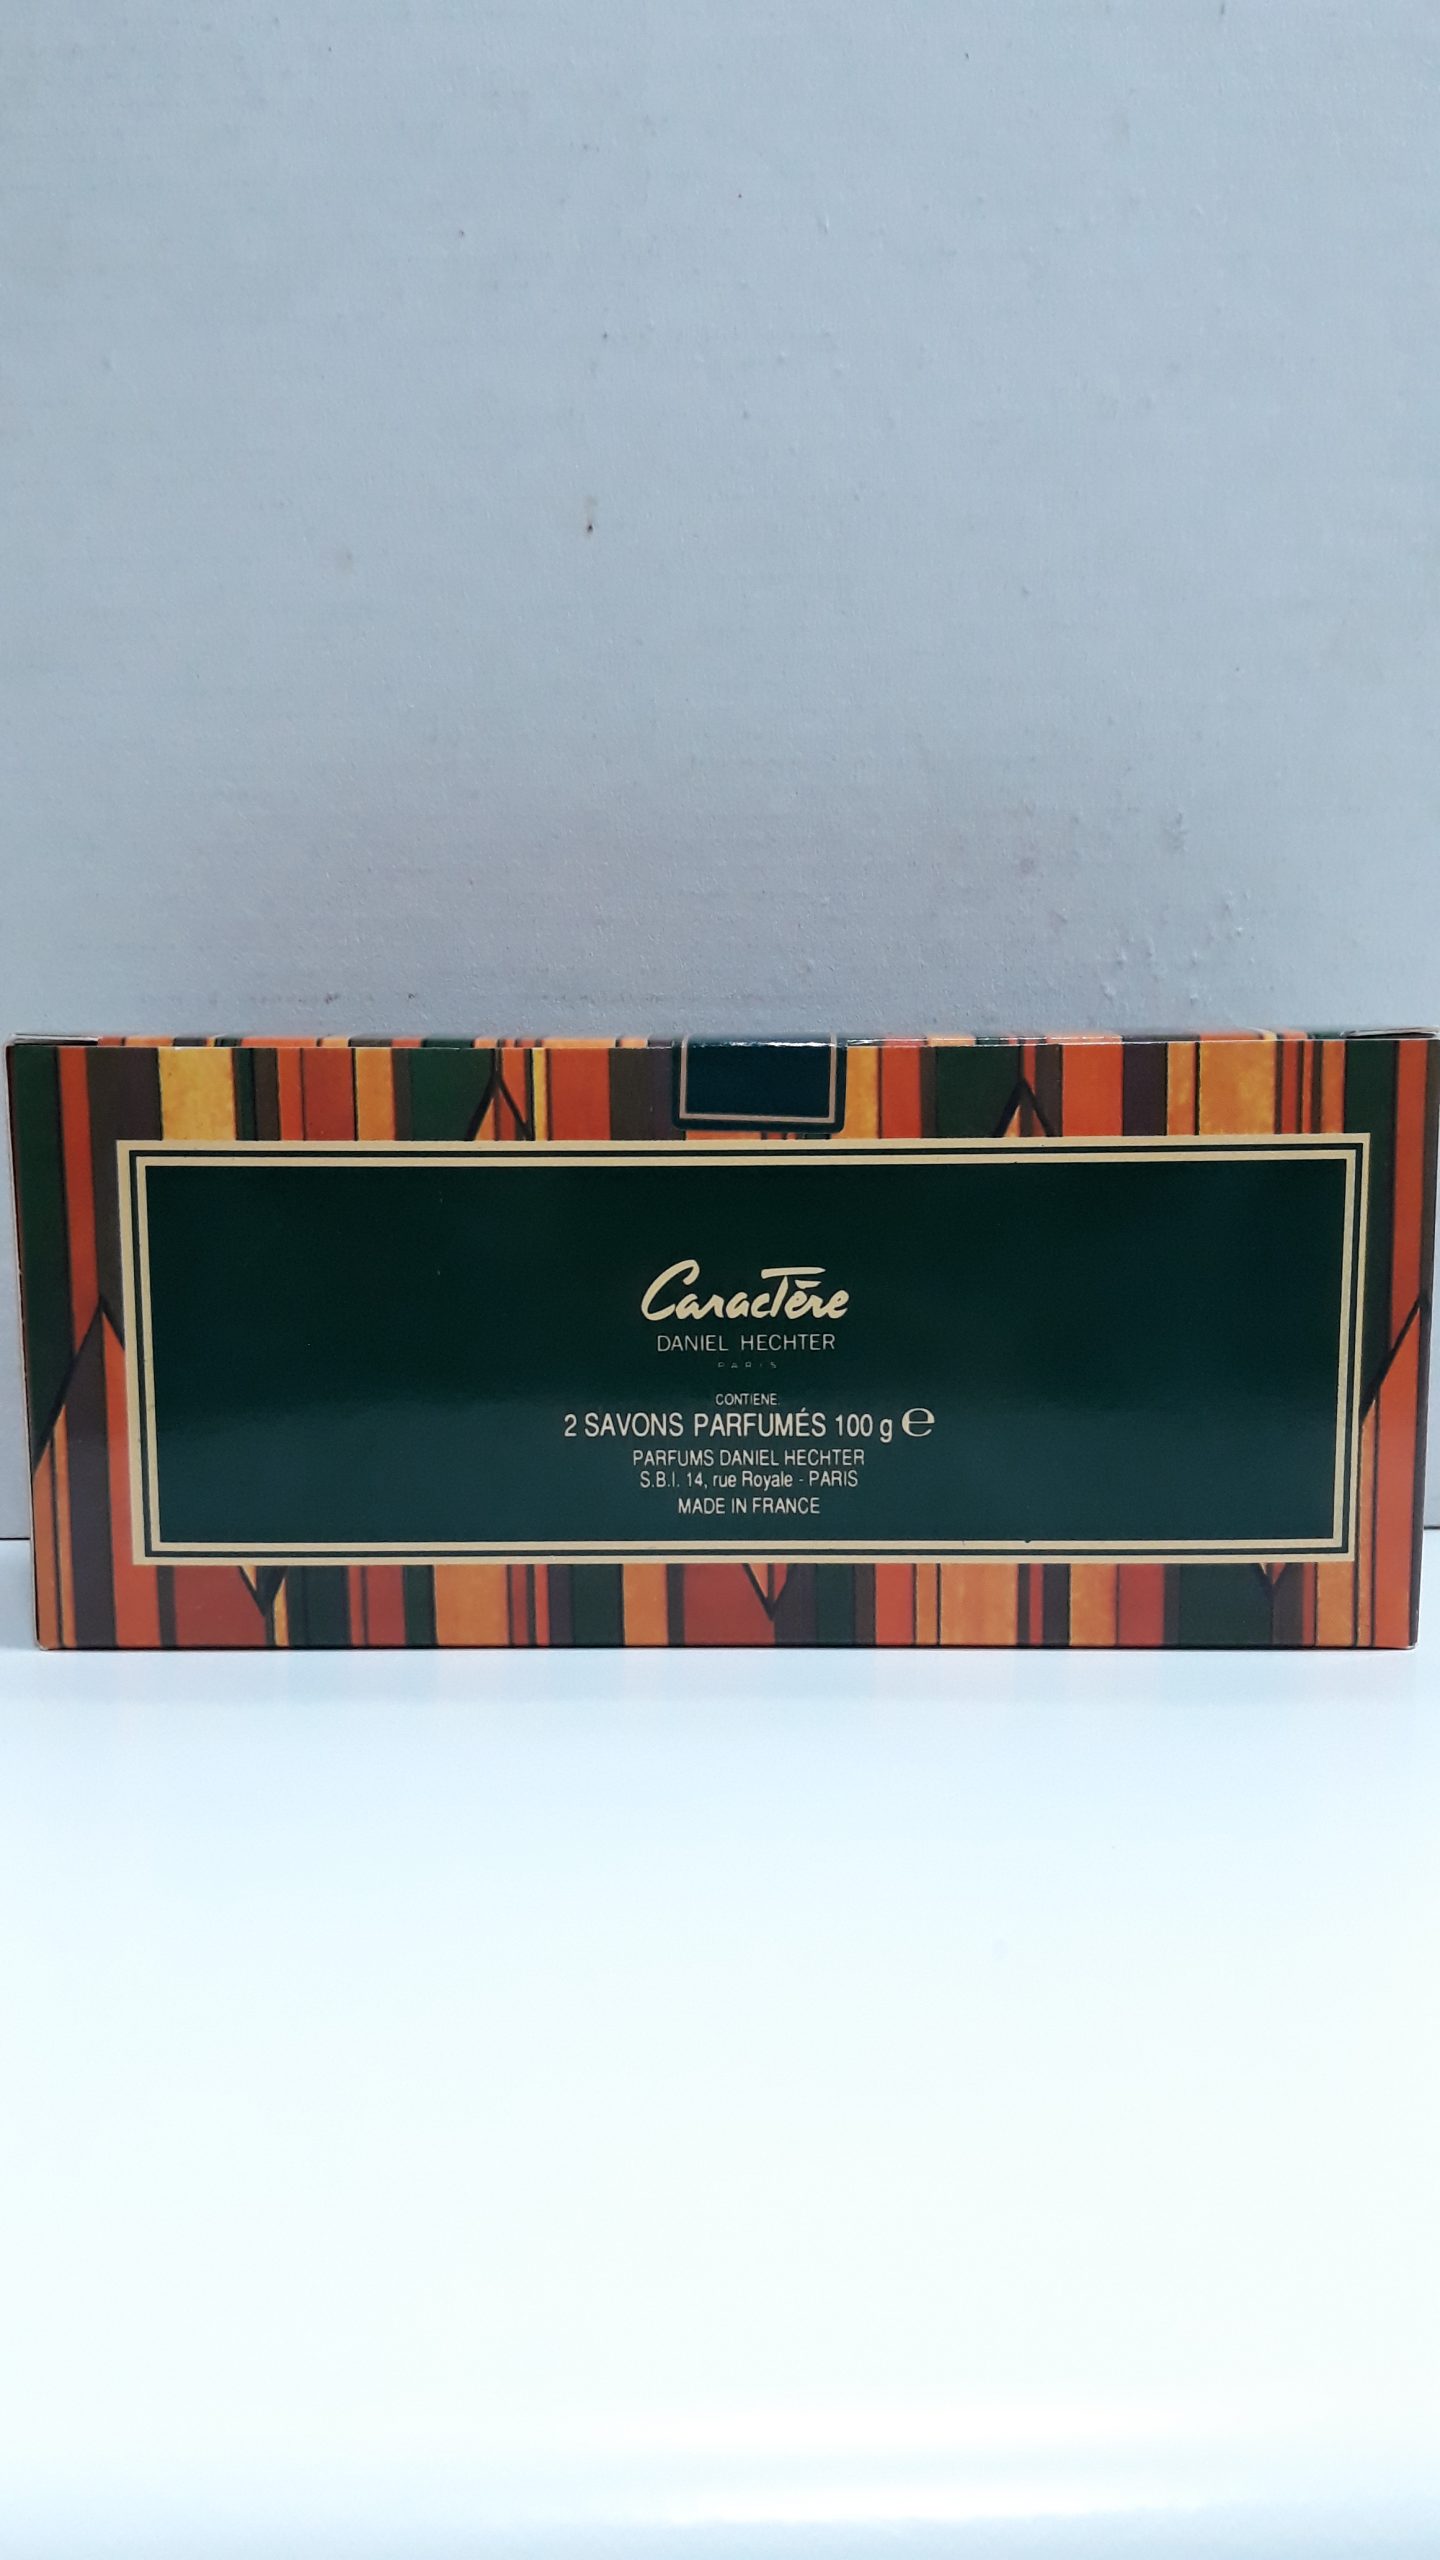 Caractère
DANIEL HECHTER
PARIS
CONTIENE:
2 SAVONS PARFUMÉS 100 g ℮
PARFUMS DANIEL HECHTER
S.B.I. 14, rue Royale - PARIS
MADE IN FRANCE